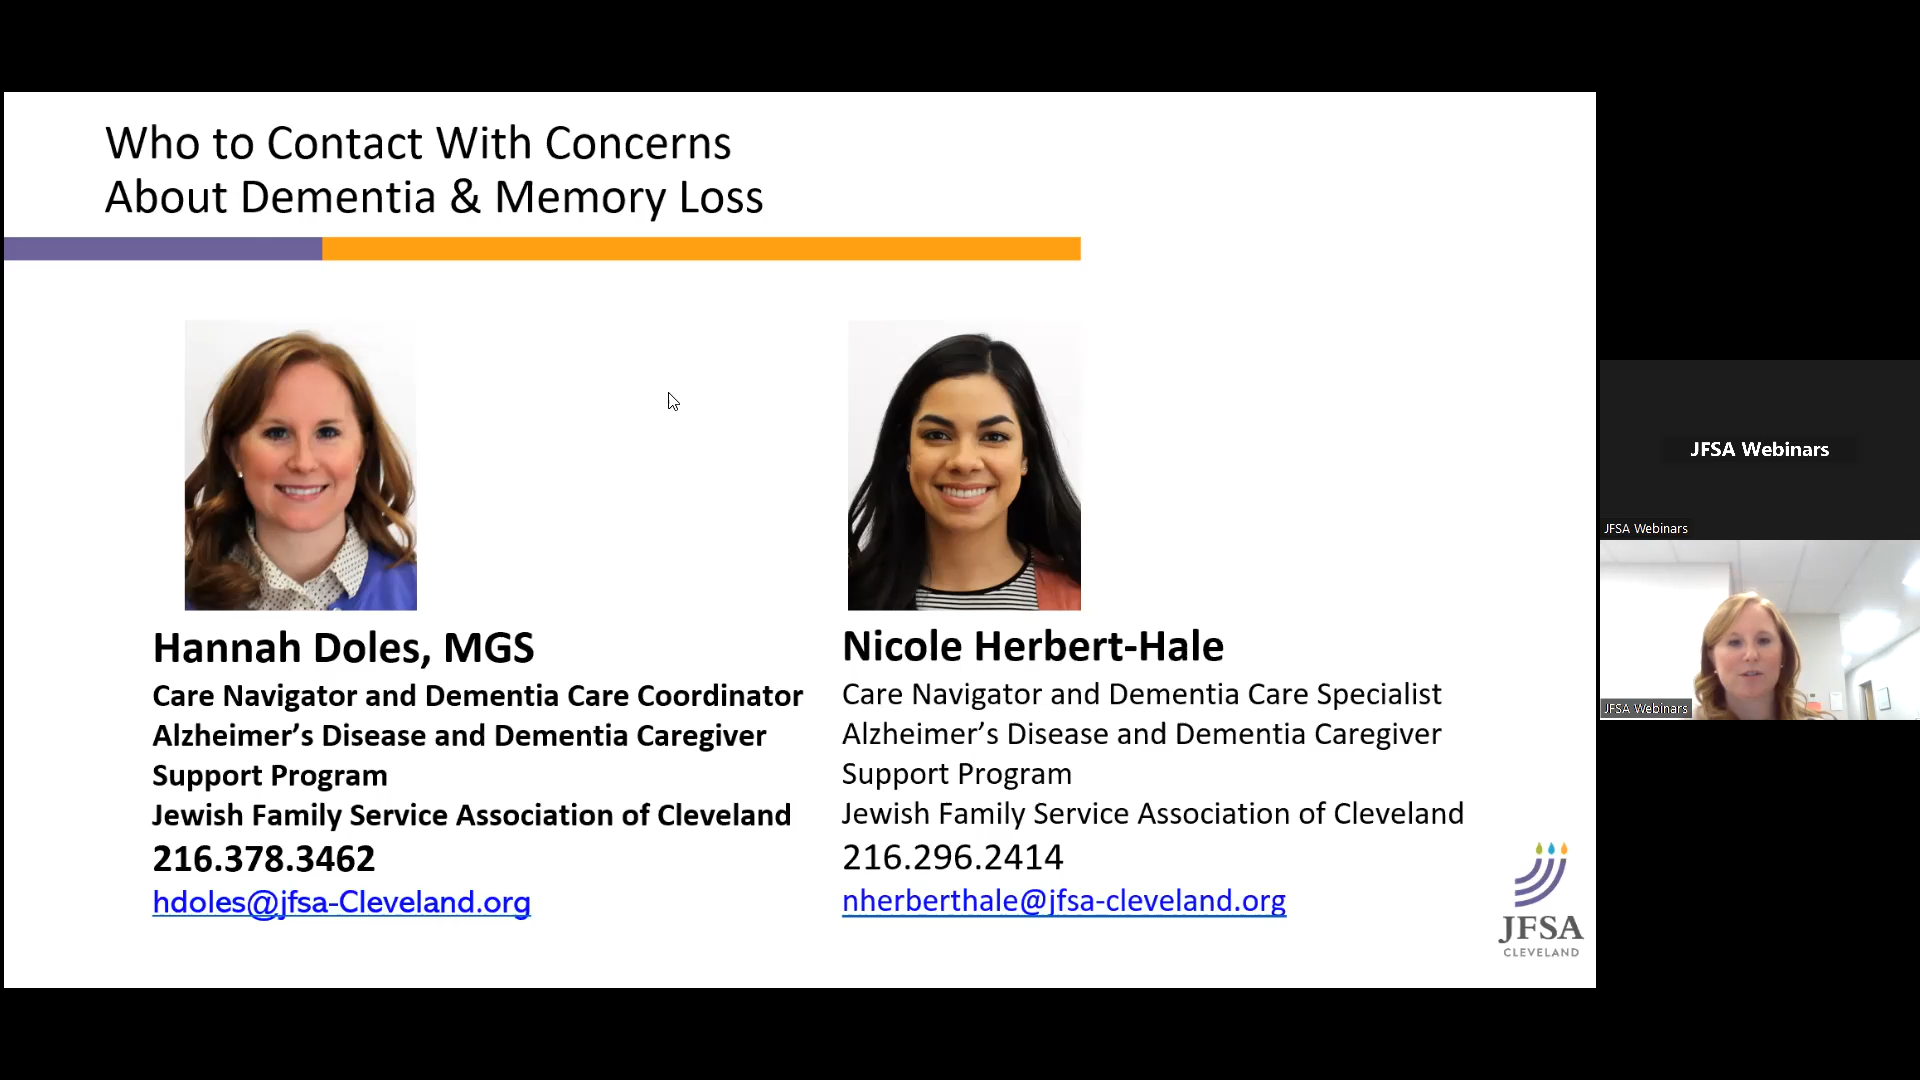 Who to Contact With Concerns
About Dementia & Memory Loss
Hannah Doles, MGS
Care Navigator and Dementia Care Coordinator
Alzheimer’s Disease and Dementia Caregiver
Support Program
Jewish Family Service Association of Cleveland
216.378.3462
hdoles@jfsa-Cleveland.org
Nicole Herbert-Hale
Care Navigator and Dementia Care Specialist
Alzheimer’s Disease and Dementia Caregiver
Support Program
Jewish Family Service Association of Cleveland
216.296.2414
nherberthale@jfsa-cleveland.org
JFSA
CLEVELAND
JFSA Webinars
JFSA Webinars
JFSA Webinars